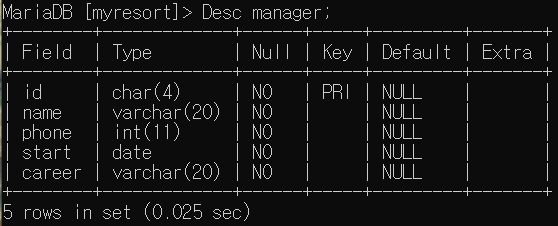 MariaDB [myresort]> Desc manager;
+--------+-------------+------+-----+---------+-------+
| Field | Type | Null | Key | Default | Extra |
+--------+-------------+------+-----+---------+-------+
| id | char(4) | NO | PRI | NULL | |
| name | varchar(20) | NO | | NULL | |
| phone | int(11) | NO | | NULL | |
| start | date | NO | | NULL | |
| career | varchar(20) | NO | | NULL | |
+--------+-------------+------+-----+---------+-------+
5 rows in set (0.025 sec)